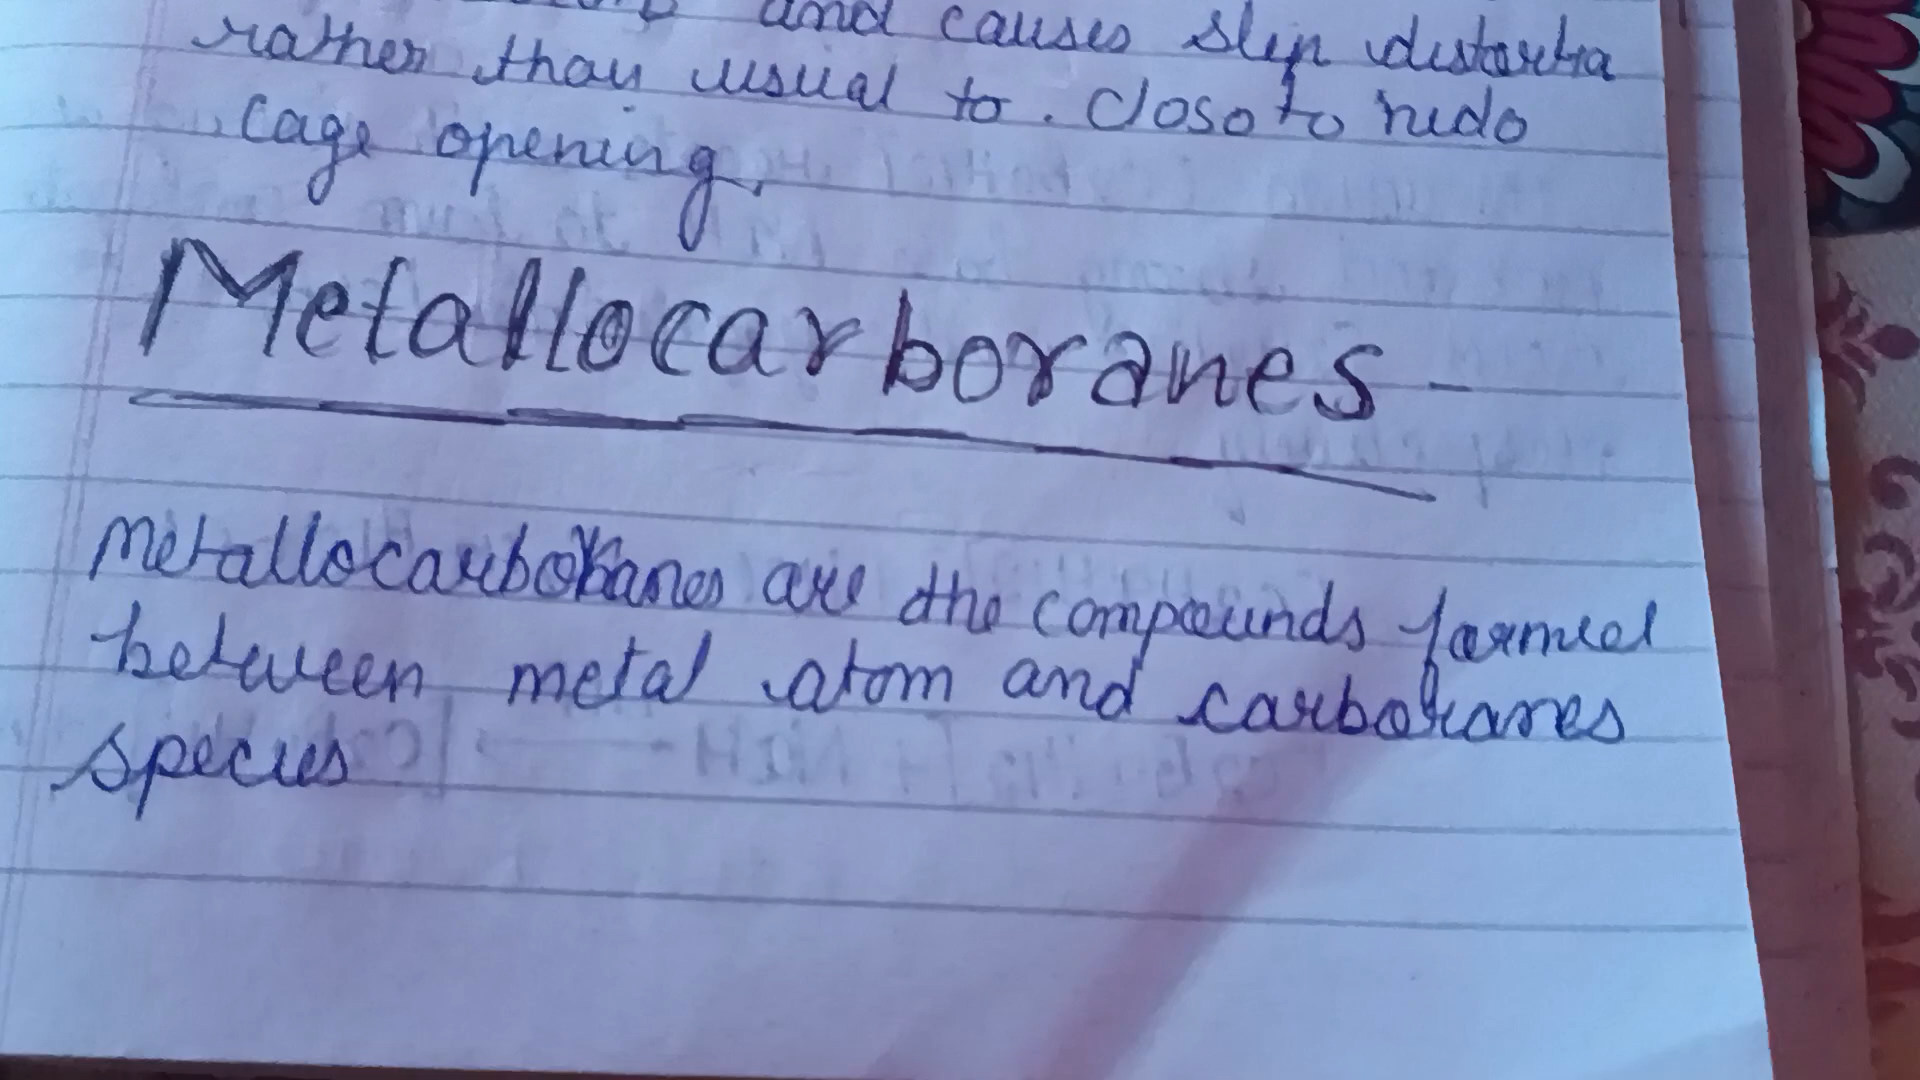 and causes slip distortia
rather than usual to . Closo to nido
cage opening,
Metallocarboranes -
Metallocarboranes are the compounds formed
between metal atom and carboranes
species